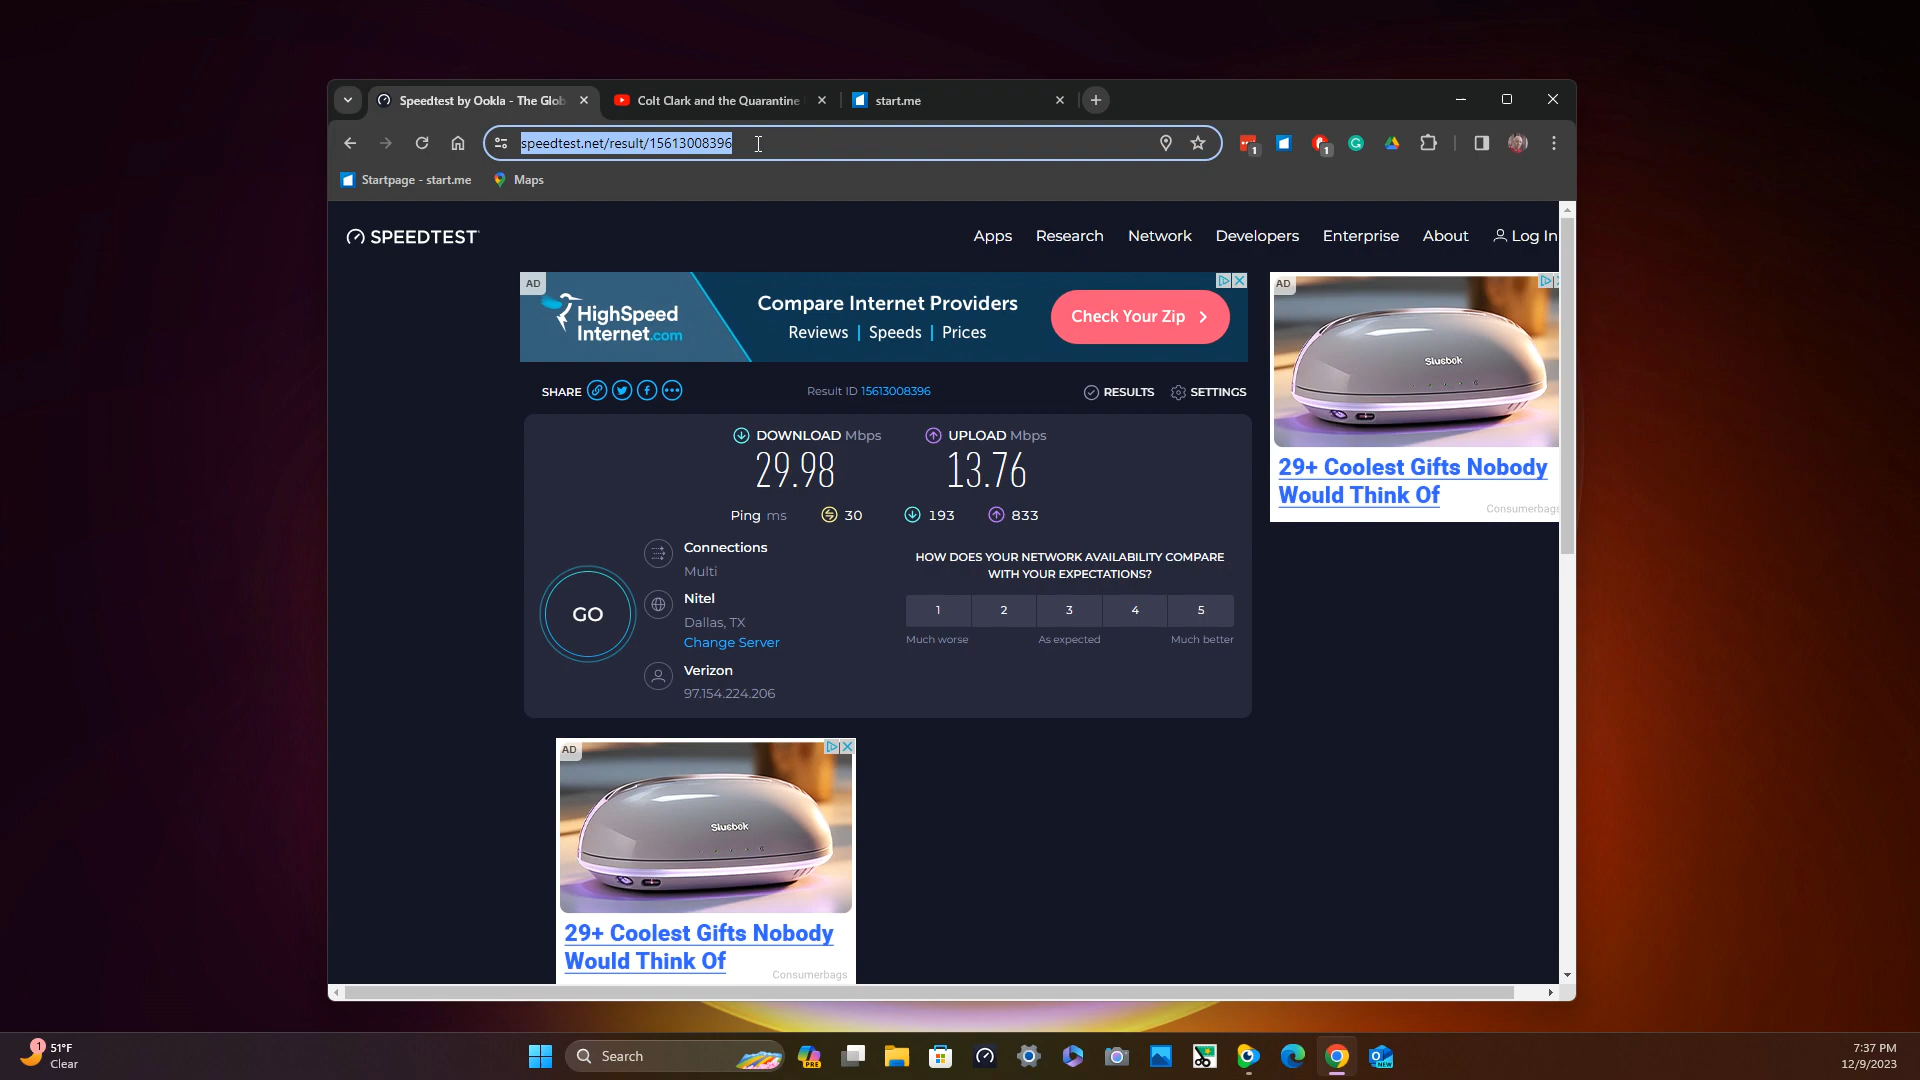 Speedtest by Ookla - The Glob
Colt Clark and the Quarantine
start.me
speedtest.net/result/15613008396
1
1
Startpage - start.me
Maps
SPEEDTEST
Apps
Research
Network
Developers
Enterprise
About
Log In
AD
HighSpeed
Internet.com
Compare Internet Providers
Reviews | Speeds | Prices
Check Your Zip
AD
Slusbok
29+ Coolest Gifts Nobody
Would Think Of
Consumerbags
SHARE
Result ID 15613008396
RESULTS
SETTINGS
DOWNLOAD Mbps
29.98
UPLOAD Mbps
13.76
Ping ms
30
193
833
Connections
Multi
Nitel
Dallas, TX
Change Server
Verizon
97.154.224.206
GO
HOW DOES YOUR NETWORK AVAILABILITY COMPARE
WITH YOUR EXPECTATIONS?
1 2 3 4 5
Much worse
As expected
Much better
AD
Slusbok
29+ Coolest Gifts Nobody
Would Think Of
Consumerbags
1
51°F
Clear
Search
PRE
NEW
7:37 PM
12/9/2023